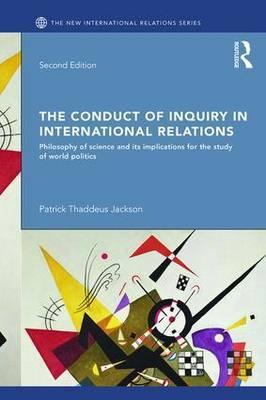 THE NEW INTERNATIONAL RELATIONS SERIES
ROUTLEDGE
Second Edition
THE CONDUCT OF INQUIRY IN
INTERNATIONAL RELATIONS
Philosophy of science and its implications for the study
of world politics
Patrick Thaddeus Jackson